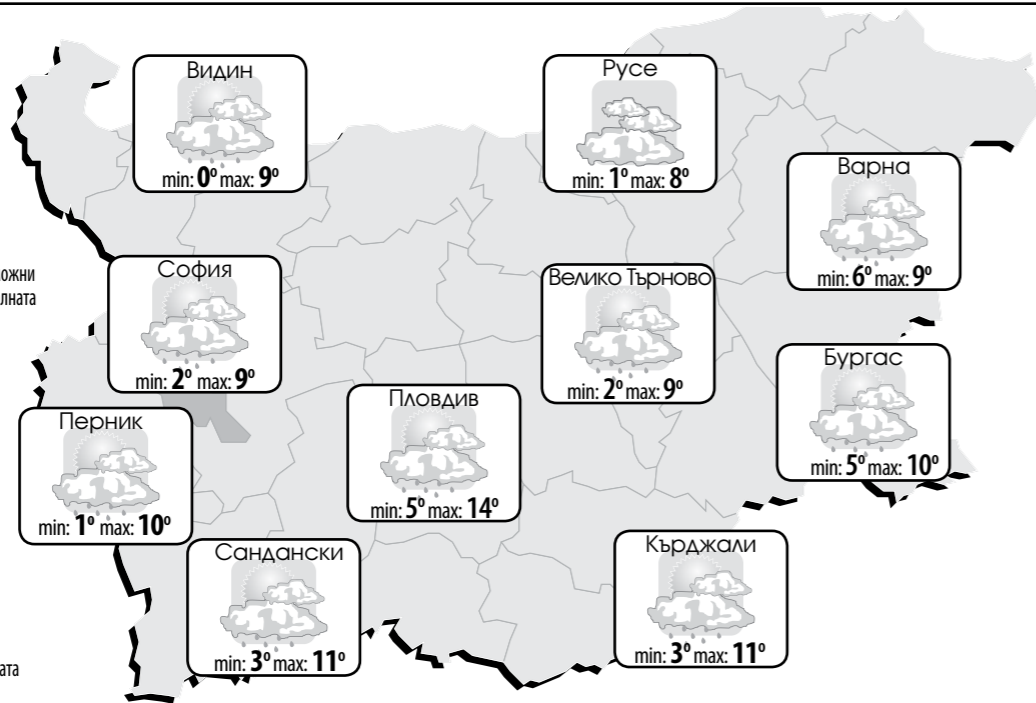 Видин
min: 0° max: 9°
Русе
min: 1° max: 8°
Варна
min: 6° max: 9°
София
min: 2° max: 9°
Велико Търново
min: 2° max: 9°
Бургас
min: 5° max: 10°
Пловдив
min: 5° max: 14°
Перник
min: 1° max: 10°
Сандански
min: 3° max: 11°
Кърджали
min: 3° max: 11°